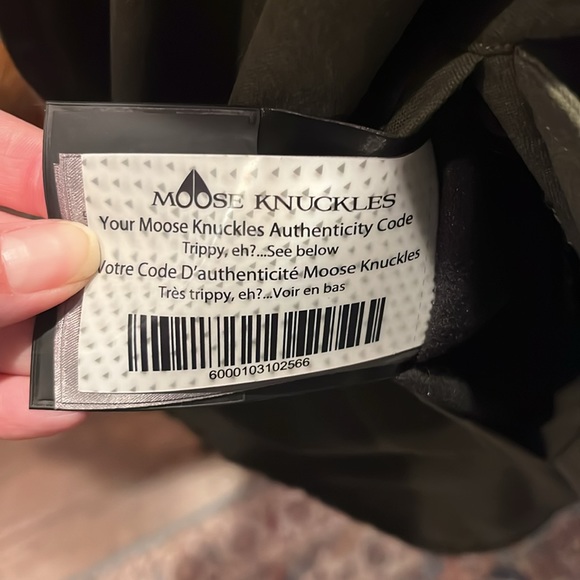 MOOSE KNUCKLES
Your Moose Knuckles Authenticity Code
Trippy, eh?...See below
Votre Code D'authenticité Moose Knuckles
Très trippy, eh?...Voir en bas
6000103102566